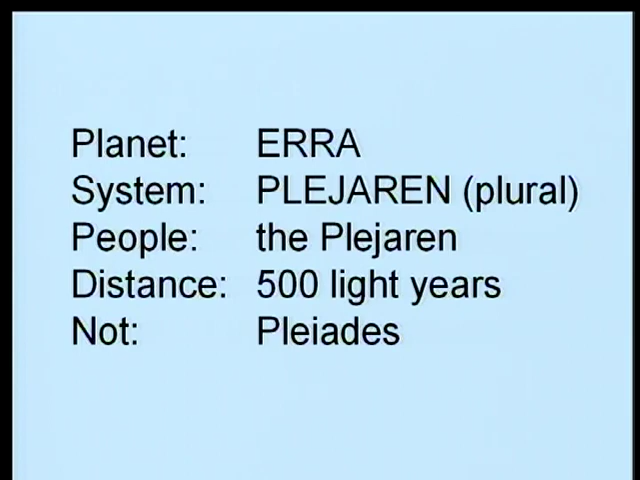 Planet: ERRA
System: PLEJAREN (plural)
People: the Plejaren
Distance: 500 light years
Not: Pleiades